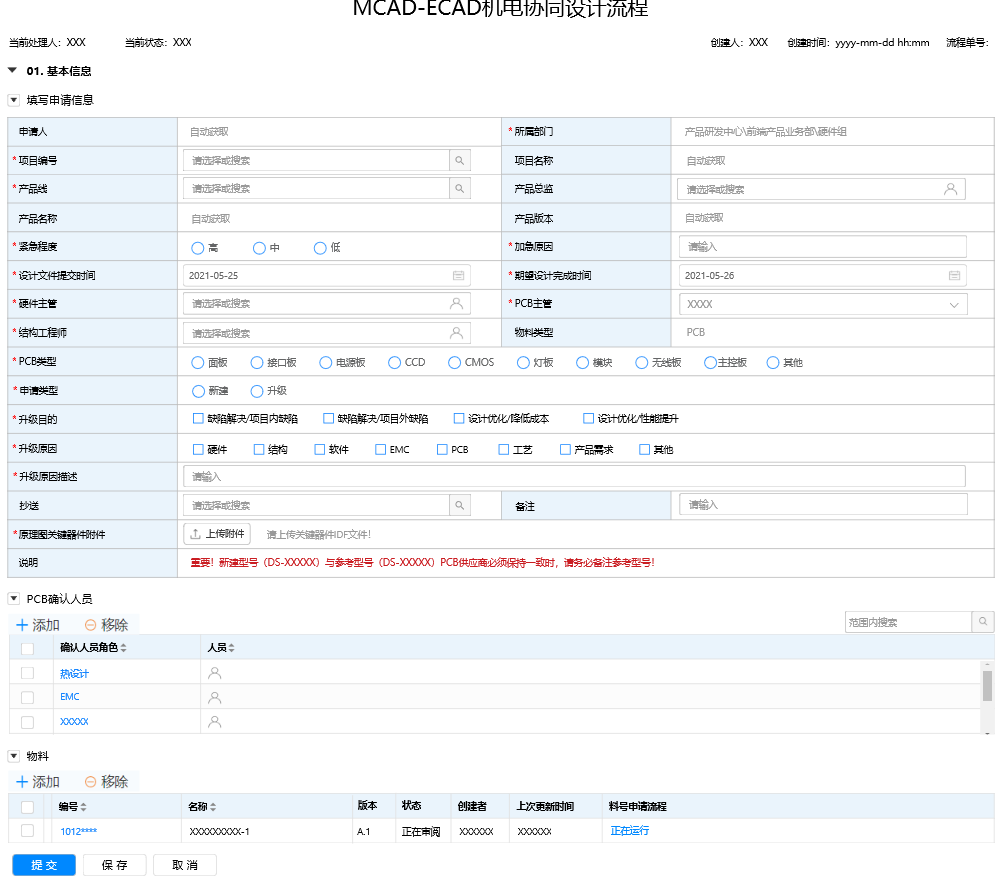 MCAD-ECAD机电协同设计流程
当前处理人：XXX 当前状态：XXX 创建人：XXX 创建时间：yyyy-mm-dd hh:mm 流程单号：
01. 基本信息
填写申请信息
申请人 自动获取 *所属部门 产品研发中心\前端产品业务部\硬件组
*项目编号 请选择或搜索 项目名称 自动获取
*产品线 请选择或搜索 产品总监 请选择或搜索
产品名称 自动获取 产品版本 自动获取
*紧急程度 高 中 低 *加急原因 请输入
*设计文件提交时间 2021-05-25 *期望设计完成时间 2021-05-26
*硬件主管 请选择或搜索 *PCB主管 XXXX
*结构工程师 请选择或搜索 物料类型 PCB
*PCB类型 面板 接口板 电源板 CCD CMOS 灯板 模块 无线板 主控板 其他
*申请类型 新建 升级
*升级目的 缺陷解决/项目内缺陷 缺陷解决/项目外缺陷 设计优化/降低成本 设计优化/性能提升
*升级原因 硬件 结构 软件 EMC PCB 工艺 产品需求 其他
*升级原因描述 请输入
抄送 请选择或搜索 备注 请输入
*原理图关键器件附件 上传附件 请上传关键器件IDF文件！
说明 重要！新建型号（DS-XXXXX）与参考型号（DS-XXXXX）PCB供应商必须保持一致时，请务必备注参考型号！
PCB确认人员
添加 移除 范围内搜索
确认人员角色 人员
热设计
EMC
XXXXX
物料
添加 移除
编号 名称 版本 状态 创建者 上次更新时间 料号申请流程
1012**** XXXXXXXXX-1 A.1 正在审阅 XXXXXX XXXXXX 正在运行
提 交 保 存 取 消